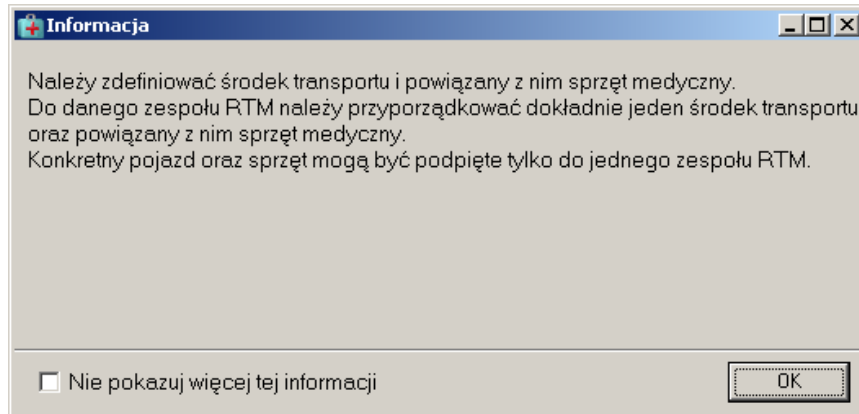 Informacja
Należy zdefiniować środek transportu i powiązany z nim sprzęt medyczny.
Do danego zespołu RTM należy przyporządkować dokładnie jeden środek transportu
oraz powiązany z nim sprzęt medyczny.
Konkretny pojazd oraz sprzęt mogą być podpięte tylko do jednego zespołu RTM.
Nie pokazuj więcej tej informacji
OK